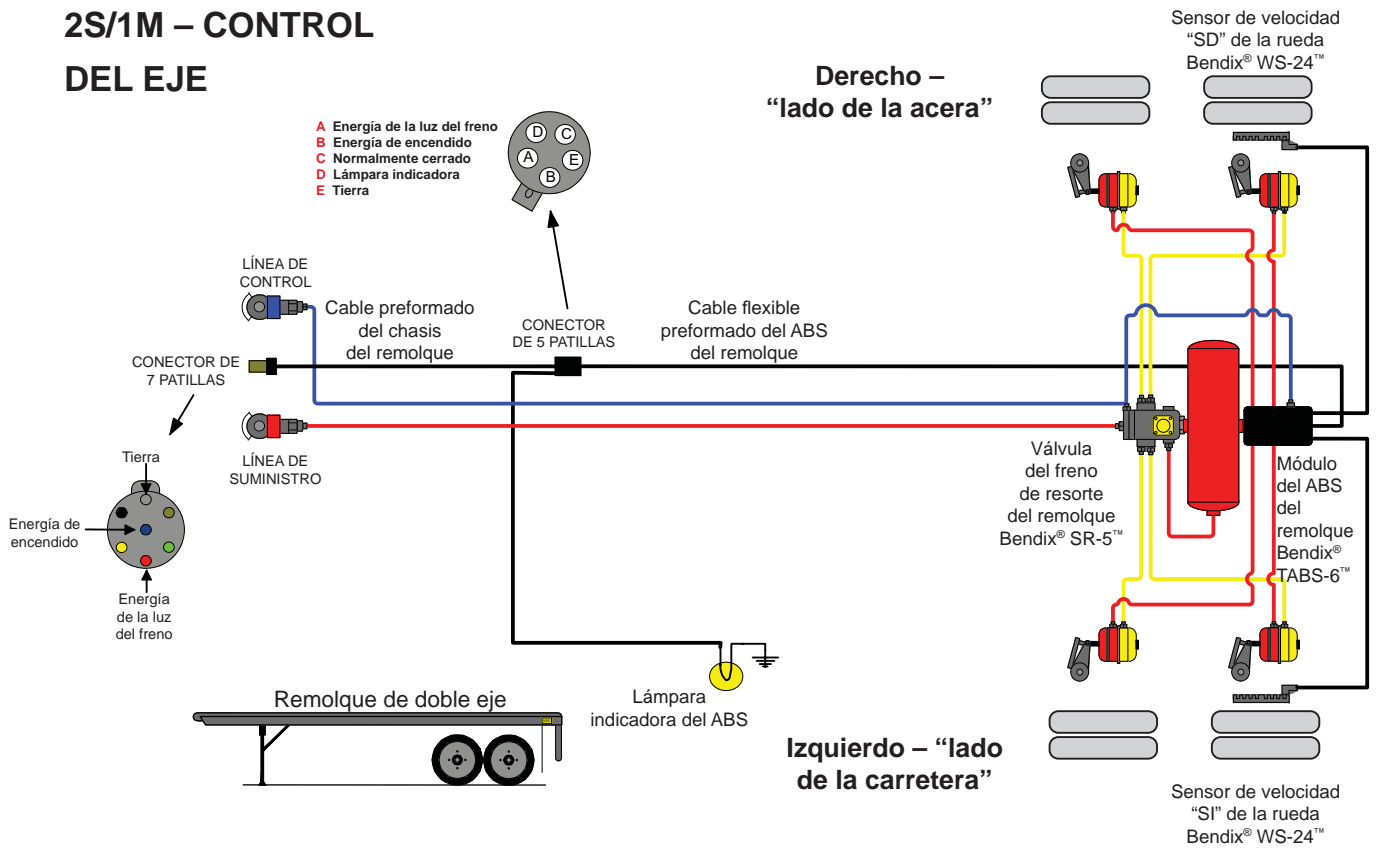 2S/1M – CONTROL
DEL EJE
Sensor de velocidad
“SD” de la rueda
Bendix® WS-24™
Derecho –
“lado de la acera”
A Energía de la luz del freno
B Energía de encendido
C Normalmente cerrado
D Lámpara indicadora
E Tierra
D
C
A
E
B
LÍNEA DE
CONTROL
Cable preformado
del chasis
del remolque
CONECTOR
DE 5 PATILLAS
Cable flexible
preformado del ABS
del remolque
CONECTOR DE
7 PATILLAS
LÍNEA DE
SUMINISTRO
Tierra
Energía de
encendido
Energía
de la luz
del freno
Válvula
del freno
de resorte
del remolque
Bendix® SR-5™
Módulo
del ABS
del
remolque
Bendix®
TABS-6™
Remolque de doble eje
Lámpara
indicadora del ABS
Izquierdo – “lado
de la carretera”
Sensor de velocidad
“SI” de la rueda
Bendix® WS-24™